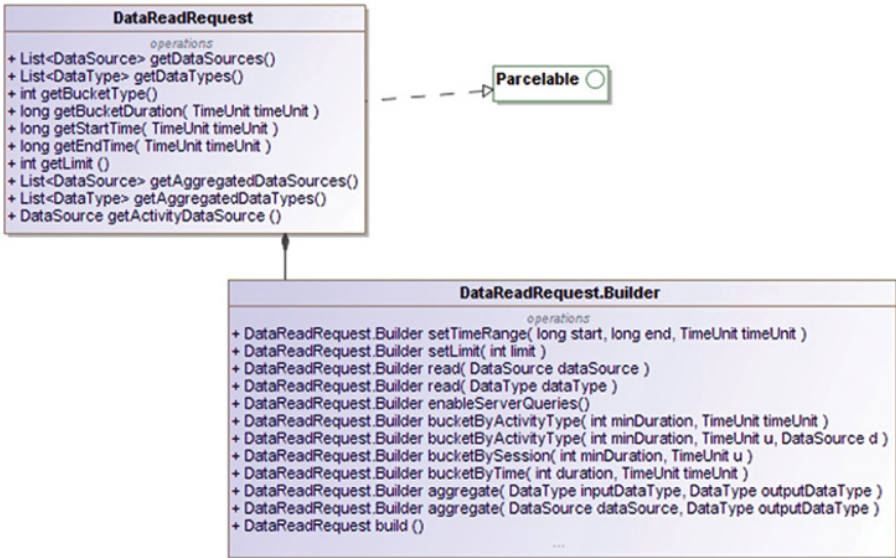 DataReadRequest
operations
+ List<DataSource> getDataSources()
+ List<DataType> getDataTypes()
+ int getBucketType()
+ long getBucketDuration( TimeUnit timeUnit )
+ long getStartTime( TimeUnit timeUnit )
+ long getEndTime( TimeUnit timeUnit )
+ int getLimit ()
+ List<DataSource> getAggregatedDataSources()
+ List<DataType> getAggregatedDataTypes()
+ DataSource getActivityDataSource ()
Parcelable
DataReadRequest.Builder
operations
+ DataReadRequest.Builder setTimeRange( long start, long end, TimeUnit timeUnit )
+ DataReadRequest.Builder setLimit( int limit )
+ DataReadRequest.Builder read( DataSource dataSource )
+ DataReadRequest.Builder read( DataType dataType )
+ DataReadRequest.Builder enableServerQueries()
+ DataReadRequest.Builder bucketByActivityType( int minDuration, TimeUnit timeUnit )
+ DataReadRequest.Builder bucketByActivityType( int minDuration, TimeUnit u, DataSource d )
+ DataReadRequest.Builder bucketBySession( int minDuration, TimeUnit u )
+ DataReadRequest.Builder bucketByTime( int duration, TimeUnit timeUnit )
+ DataReadRequest.Builder aggregate( DataType inputDataType, DataType outputDataType )
+ DataReadRequest.Builder aggregate( DataSource dataSource, DataType outputDataType )
+ DataReadRequest build ()
...